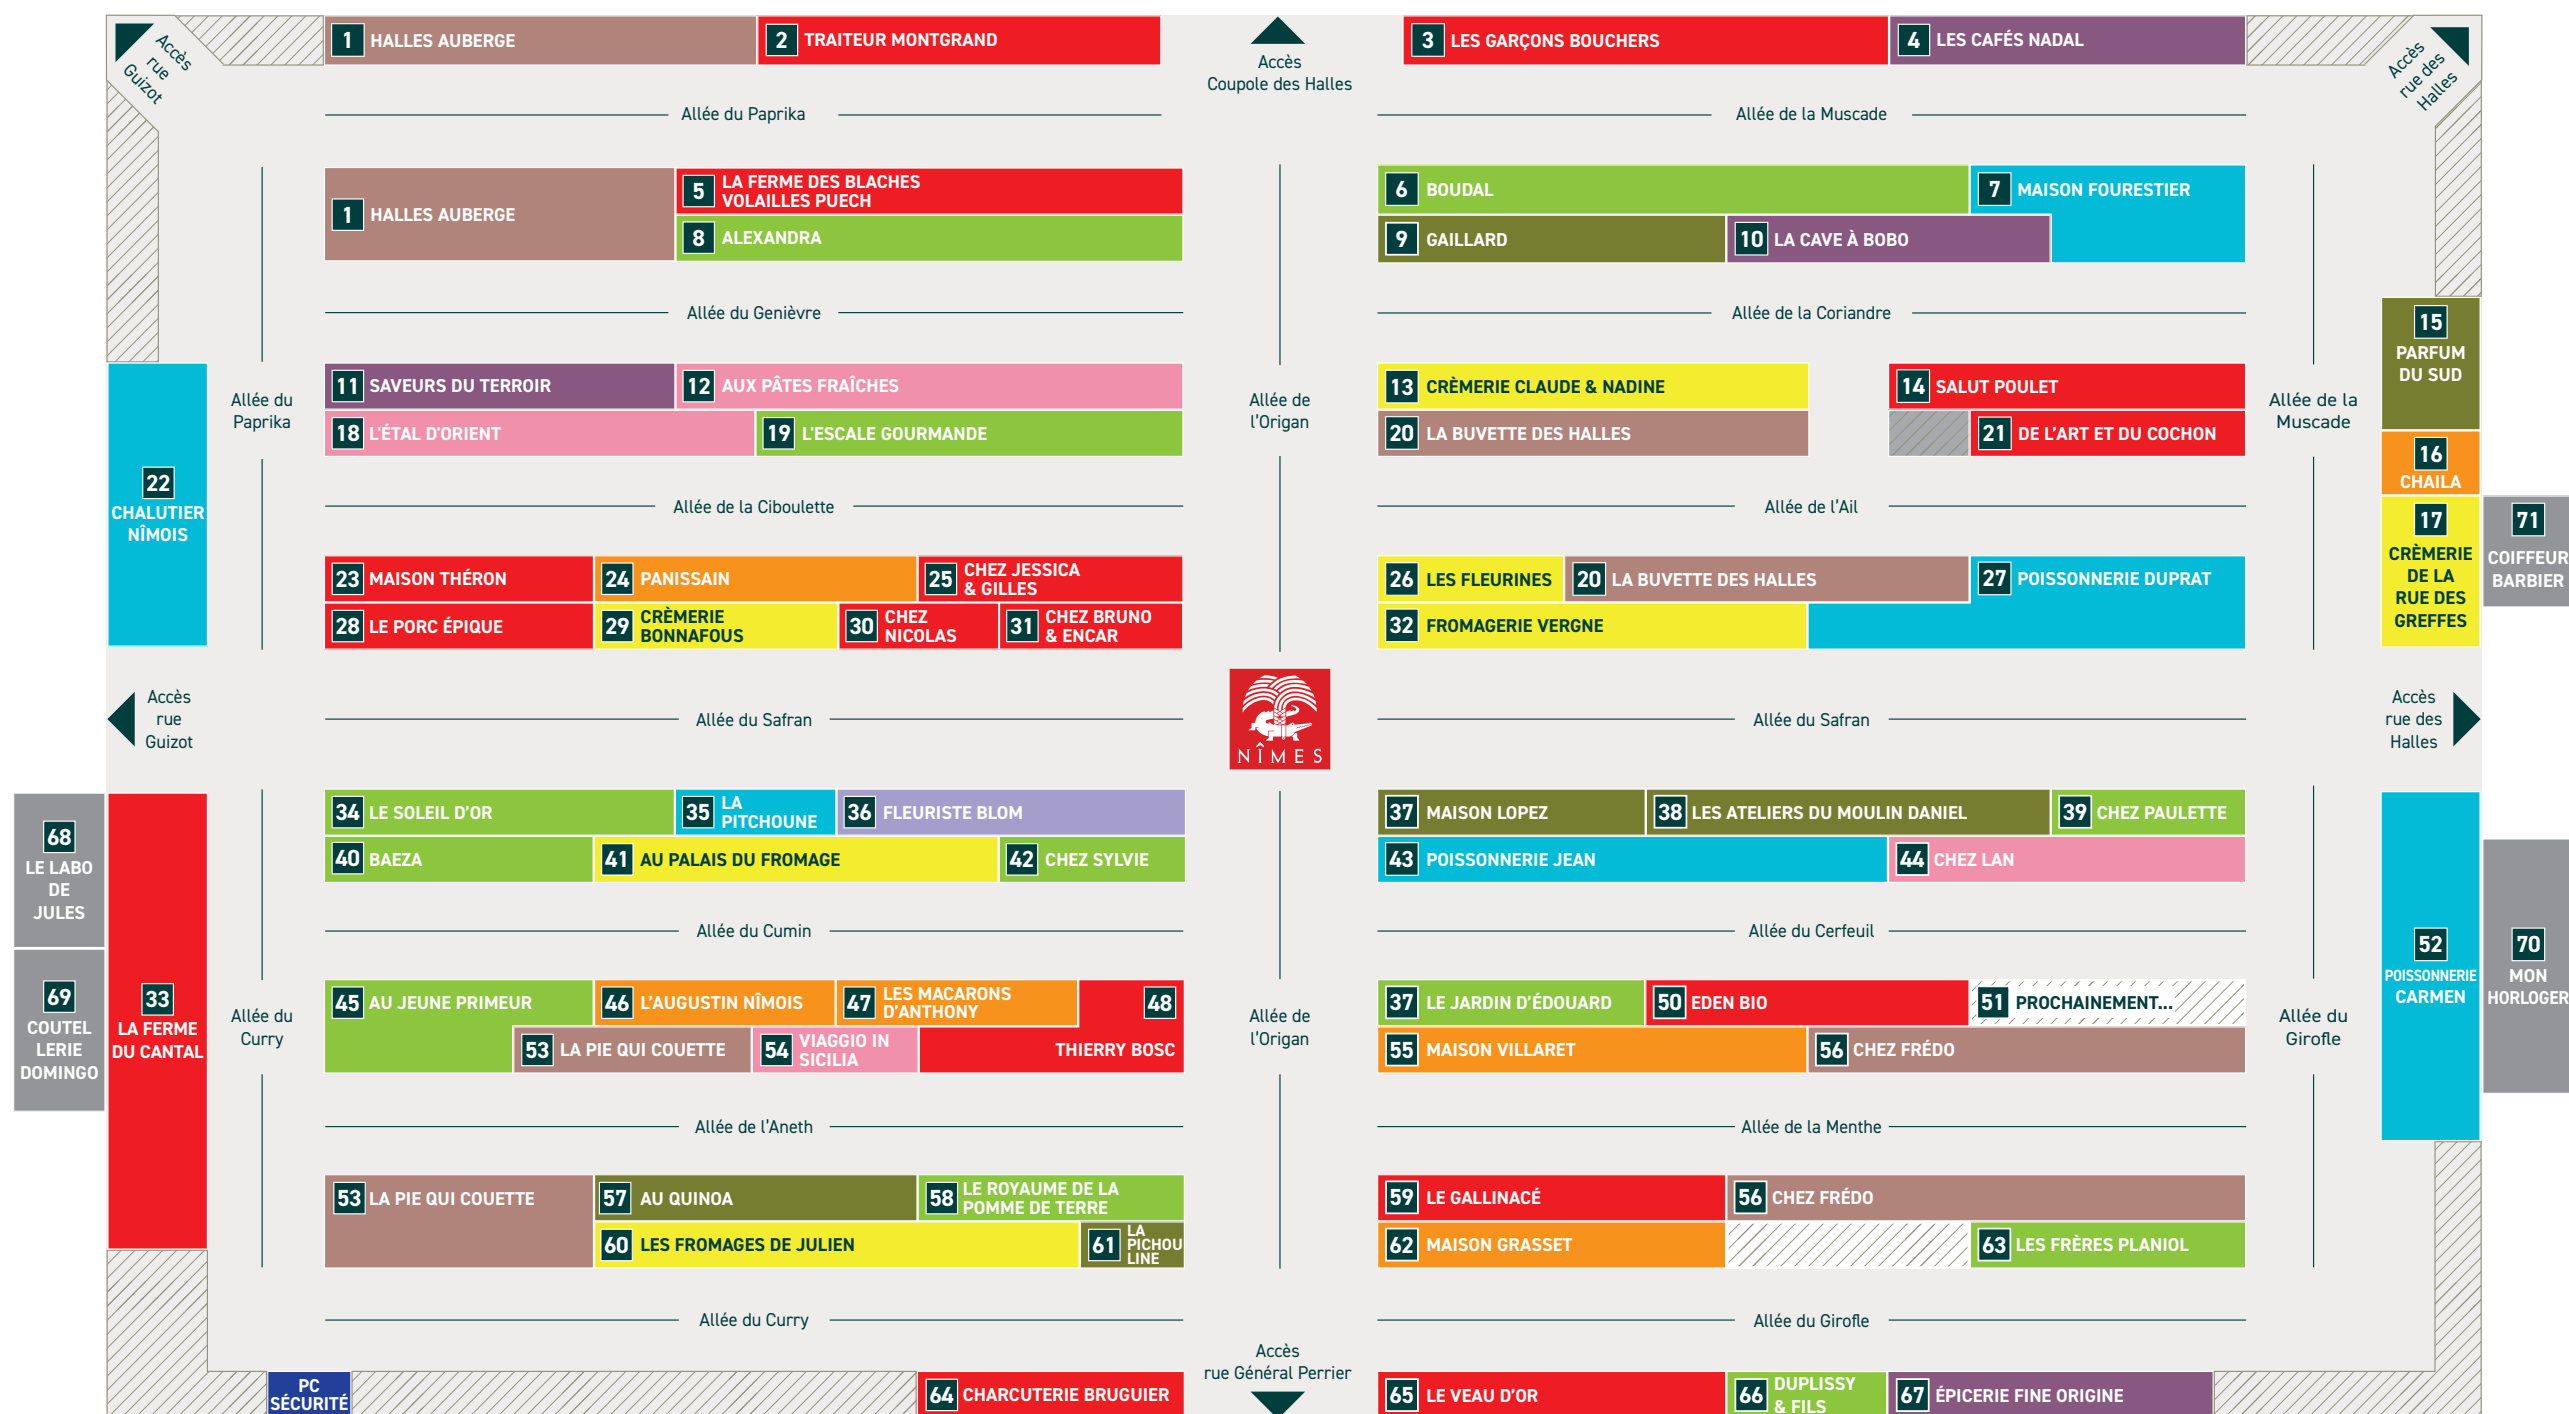 Accès
rue
Guizot
1 HALLES AUBERGE
2 TRAITEUR MONTGRAND
Accès
Coupole des Halles
3 LES GARÇONS BOUCHERS
4 LES CAFÉS NADAL
Accès
rue des
Halles
Allée du Paprika
Allée de la Muscade
1 HALLES AUBERGE
5 LA FERME DES BLACHES
VOLAILLES PUECH
8 ALEXANDRA
6 BOUDAL
7 MAISON FOURESTIER
9 GAILLARD
10 LA CAVE À BOBO
Allée du Genièvre
Allée de la Coriandre
15
PARFUM
DU SUD
Allée du
Paprika
11 SAVEURS DU TERROIR
12 AUX PÂTES FRAÎCHES
18 L'ÉTAL D'ORIENT
19 L'ESCALE GOURMANDE
Allée de
l'Origan
13 CRÈMERIE CLAUDE & NADINE
14 SALUT POULET
20 LA BUVETTE DES HALLES
21 DE L'ART ET DU COCHON
Allée de la
Muscade
16
CHAILA
22
CHALUTIER
NÎMOIS
Allée de la Ciboulette
Allée de l'Ail
17
CRÈMERIE
DE LA
RUE DES
GREFFES
71
COIFFEUR
BARBIER
23 MAISON THÉRON
24 PANISSAIN
25 CHEZ JESSICA
& GILLES
28 LE PORC ÉPIQUE
29 CRÈMERIE
BONNAFOUS
30 CHEZ
NICOLAS
31 CHEZ BRUNO
& ENCAR
26 LES FLEURINES
20 LA BUVETTE DES HALLES
27 POISSONNERIE DUPRAT
32 FROMAGERIE VERGNE
Accès
rue
Guizot
Allée du Safran
NÎMES
Allée du Safran
Accès
rue des
Halles
68
LE LABO
DE
JULES
34 LE SOLEIL D'OR
35 LA
PITCHOUNE
36 FLEURISTE BLOM
40 BAEZA
41 AU PALAIS DU FROMAGE
42 CHEZ SYLVIE
37 MAISON LOPEZ
38 LES ATELIERS DU MOULIN DANIEL
39 CHEZ PAULETTE
43 POISSONNERIE JEAN
44 CHEZ LAN
Allée du Cumin
Allée du Cerfeuil
69
COUTEL
LERIE
DOMINGO
33
LA FERME
DU CANTAL
Allée du
Curry
45 AU JEUNE PRIMEUR
46 L'AUGUSTIN NÎMOIS
47 LES MACARONS
D'ANTHONY
48
THIERRY BOSC
53 LA PIE QUI COUETTE
54 VIAGGIO IN
SICILIA
Allée de
l'Origan
37 LE JARDIN D'ÉDOUARD
50 EDEN BIO
51 PROCHAINEMENT...
55 MAISON VILLARET
56 CHEZ FRÉDO
Allée du
Girofle
52
POISSONNERIE
CARMEN
70
MON
HORLOGER
Allée de l'Aneth
Allée de la Menthe
53 LA PIE QUI COUETTE
57 AU QUINOA
58 LE ROYAUME DE LA
POMME DE TERRE
60 LES FROMAGES DE JULIEN
61 LA
PICHOU
LINE
59 LE GALLINACÉ
56 CHEZ FRÉDO
62 MAISON GRASSET
63 LES FRÈRES PLANIOL
Allée du Curry
Allée du Girofle
Accès
rue Général Perrier
PC
SÉCURITÉ
64 CHARCUTERIE BRUGUIER
65 LE VEAU D'OR
66 DUPLISSY
& FILS
67 ÉPICERIE FINE ORIGINE